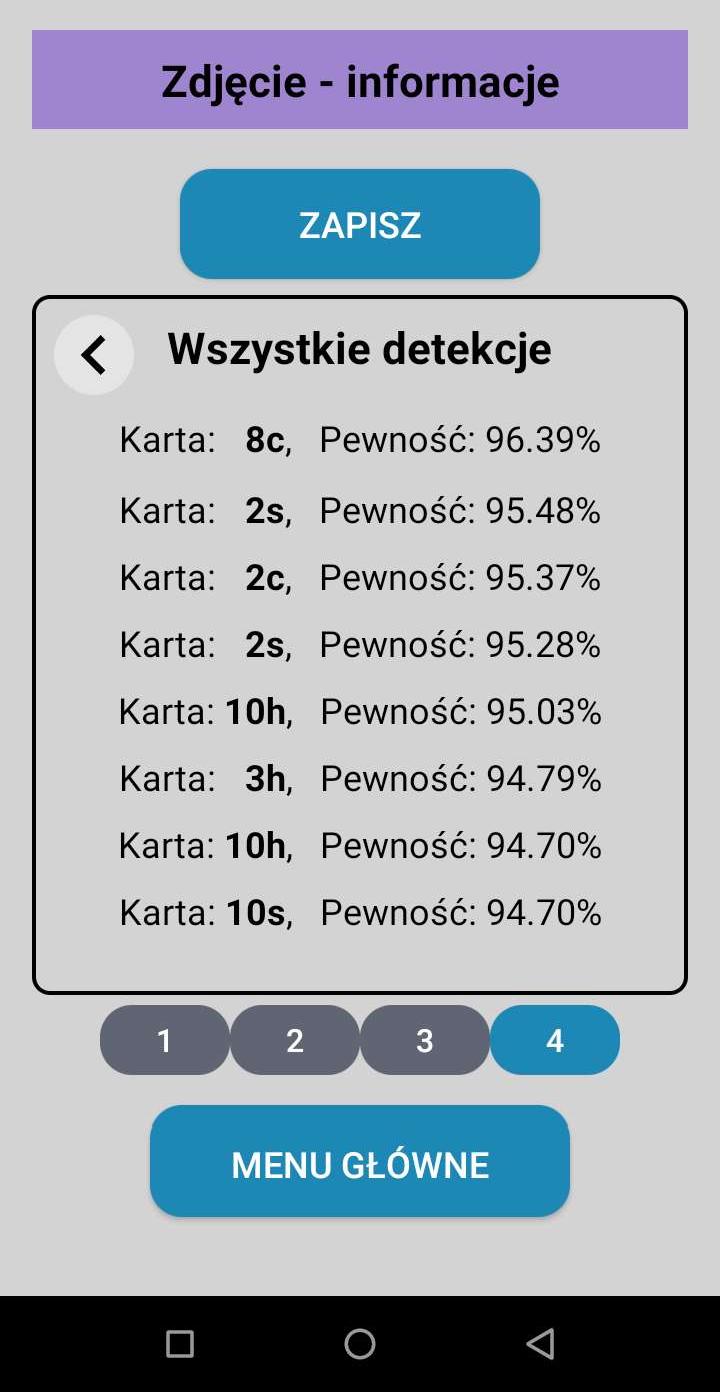 Zdjęcie - informacje
ZAPISZ
Wszystkie detekcje
Karta: 8c, Pewność: 96.39%
Karta: 2s, Pewność: 95.48%
Karta: 2c, Pewność: 95.37%
Karta: 2s, Pewność: 95.28%
Karta: 10h, Pewność: 95.03%
Karta: 3h, Pewność: 94.79%
Karta: 10h, Pewność: 94.70%
Karta: 10s, Pewność: 94.70%
1 2 3 4
MENU GŁÓWNE